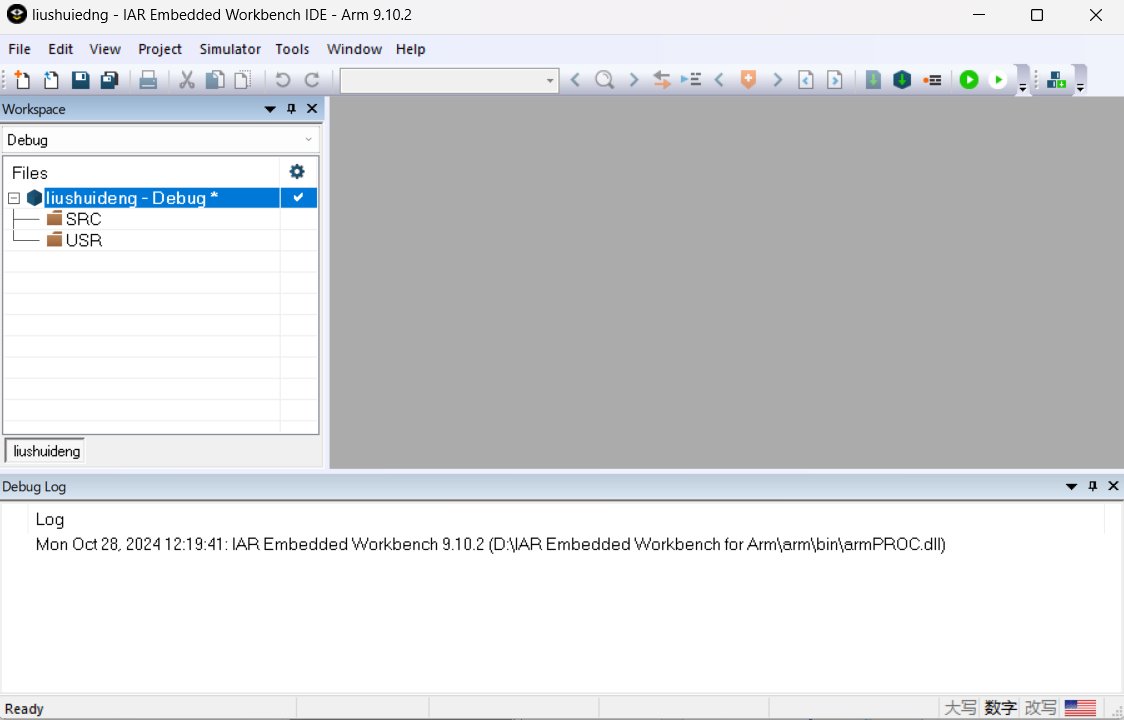 liushuiedng - IAR Embedded Workbench IDE - Arm 9.10.2
File Edit View Project Simulator Tools Window Help
Workspace
Debug
Files
liushuideng - Debug *
SRC
USR
liushuideng
Debug Log
Log
Mon Oct 28, 2024 12:19:41: IAR Embedded Workbench 9.10.2 (D:\IAR Embedded Workbench for Arm\arm\bin\armPROC.dll)
Ready 大写 数字 改写